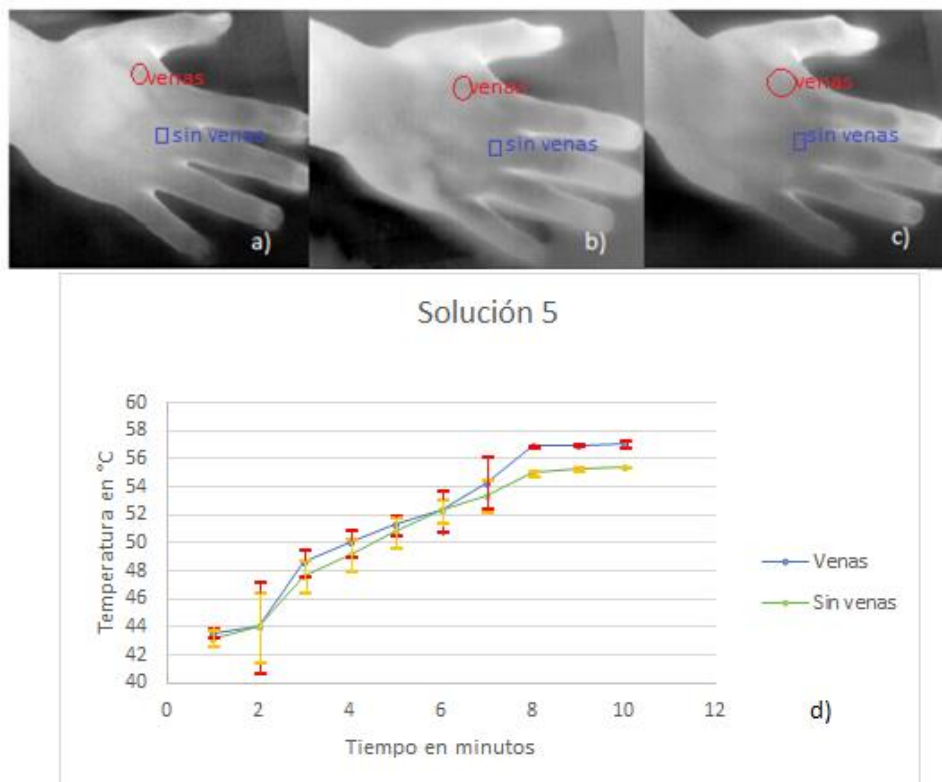 venas
sin venas
a)
venas
sin venas
b)
venas
sin venas
c)
Solución 5
60
58
56
54
52
50
48
46
44
42
40
Temperatura en °C
0 2 4 6 8 10 12
Tiempo en minutos
Venas
Sin venas
d)